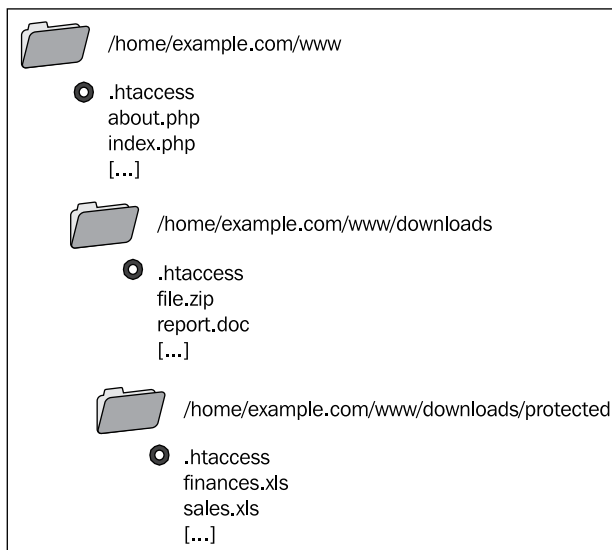 /home/example.com/www
.htaccess
about.php
index.php
[...]
/home/example.com/www/downloads
.htaccess
file.zip
report.doc
[...]
/home/example.com/www/downloads/protected
.htaccess
finances.xls
sales.xls
[...]